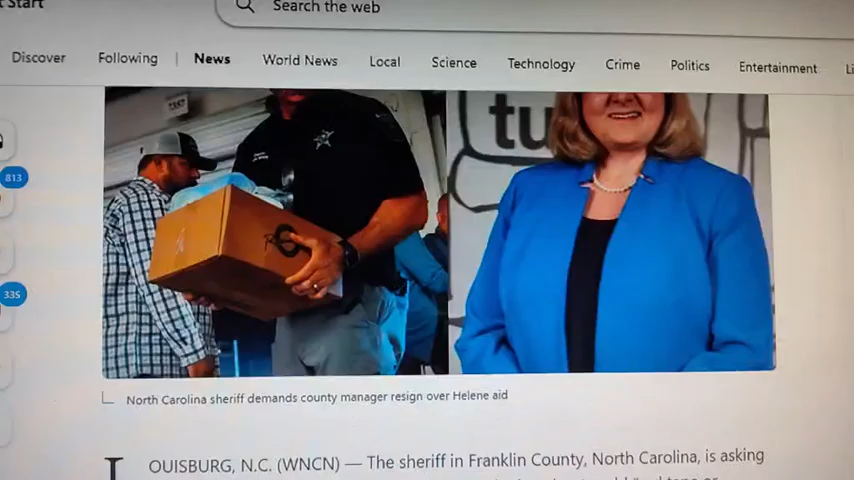 Start
Search the web
Discover Following | News World News Local Science Technology Crime Politics Entertainment
813
tu
335
North Carolina sheriff demands county manager resign over Helene aid
LOUISBURG, N.C. (WNCN) — The sheriff in Franklin County, North Carolina, is asking